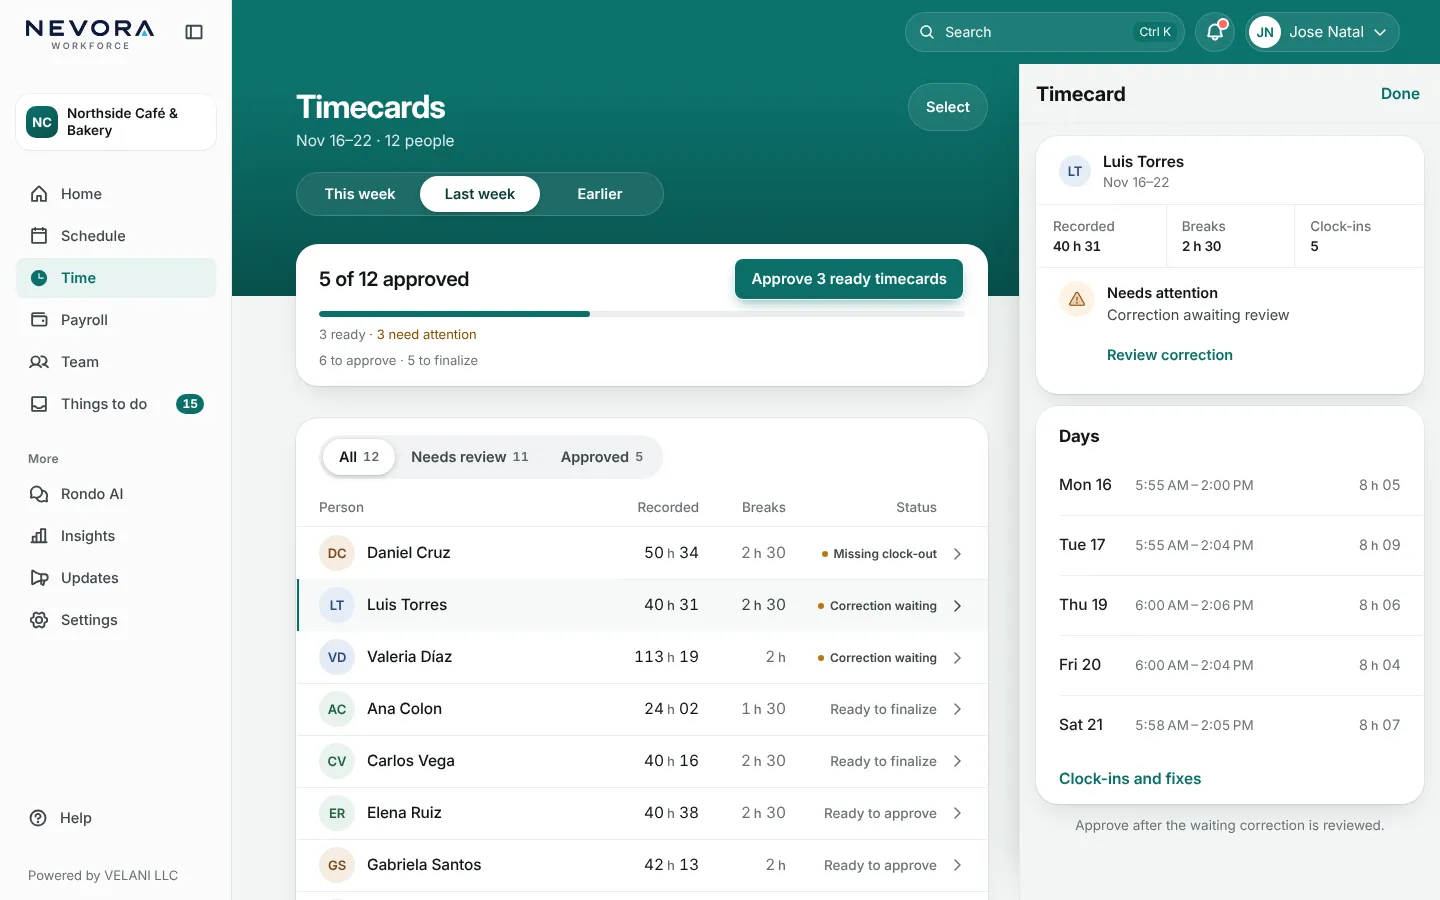 NEVORA
WORKFORCE
NC
Northside Café &
Bakery
Home
Schedule
Time
Payroll
Team
Things to do 15
More
Rondo AI
Insights
Updates
Settings
Help
Powered by VELANI LLC
Search Ctrl K
JN Jose Natal
Timecards
Nov 16–22 · 12 people
Select
This week Last week Earlier
5 of 12 approved
Approve 3 ready timecards
3 ready · 3 need attention
6 to approve · 5 to finalize
All 12 Needs review 11 Approved 5
Person Recorded Breaks Status
DC Daniel Cruz 50 h 34 2 h 30 Missing clock-out
LT Luis Torres 40 h 31 2 h 30 Correction waiting
VD Valeria Díaz 113 h 19 2 h Correction waiting
AC Ana Colon 24 h 02 1 h 30 Ready to finalize
CV Carlos Vega 40 h 16 2 h 30 Ready to finalize
ER Elena Ruiz 40 h 38 2 h 30 Ready to approve
GS Gabriela Santos 42 h 13 2 h Ready to approve
Timecard Done
LT
Luis Torres
Nov 16–22
Recorded Breaks Clock-ins
40 h 31 2 h 30 5
Needs attention
Correction awaiting review
Review correction
Days
Mon 16 5:55 AM – 2:00 PM 8 h 05
Tue 17 5:55 AM – 2:04 PM 8 h 09
Thu 19 6:00 AM – 2:06 PM 8 h 06
Fri 20 6:00 AM – 2:04 PM 8 h 04
Sat 21 5:58 AM – 2:05 PM 8 h 07
Clock-ins and fixes
Approve after the waiting correction is reviewed.